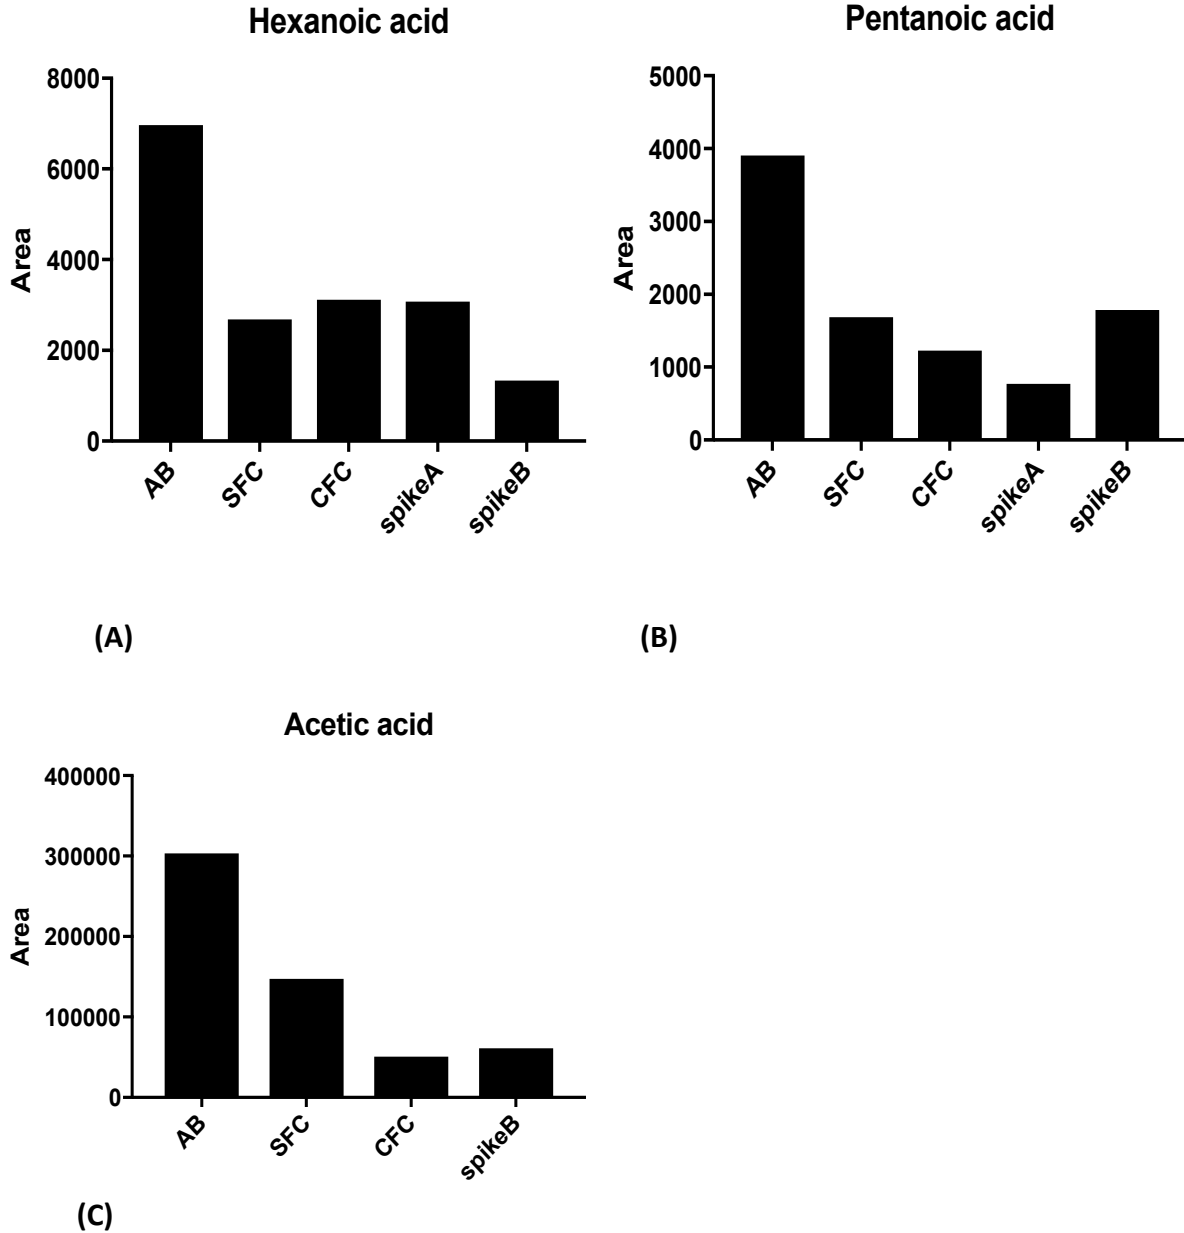 Hexanoic acid
8000
6000
4000
2000
0
Area
AB
SFC
CFC
spikeA
spikeB
(A)
Pentanoic acid
5000
4000
3000
2000
1000
0
Area
AB
SFC
CFC
spikeA
spikeB
(B)
Acetic acid
400000
300000
200000
100000
0
Area
AB
SFC
CFC
spikeB
(C)